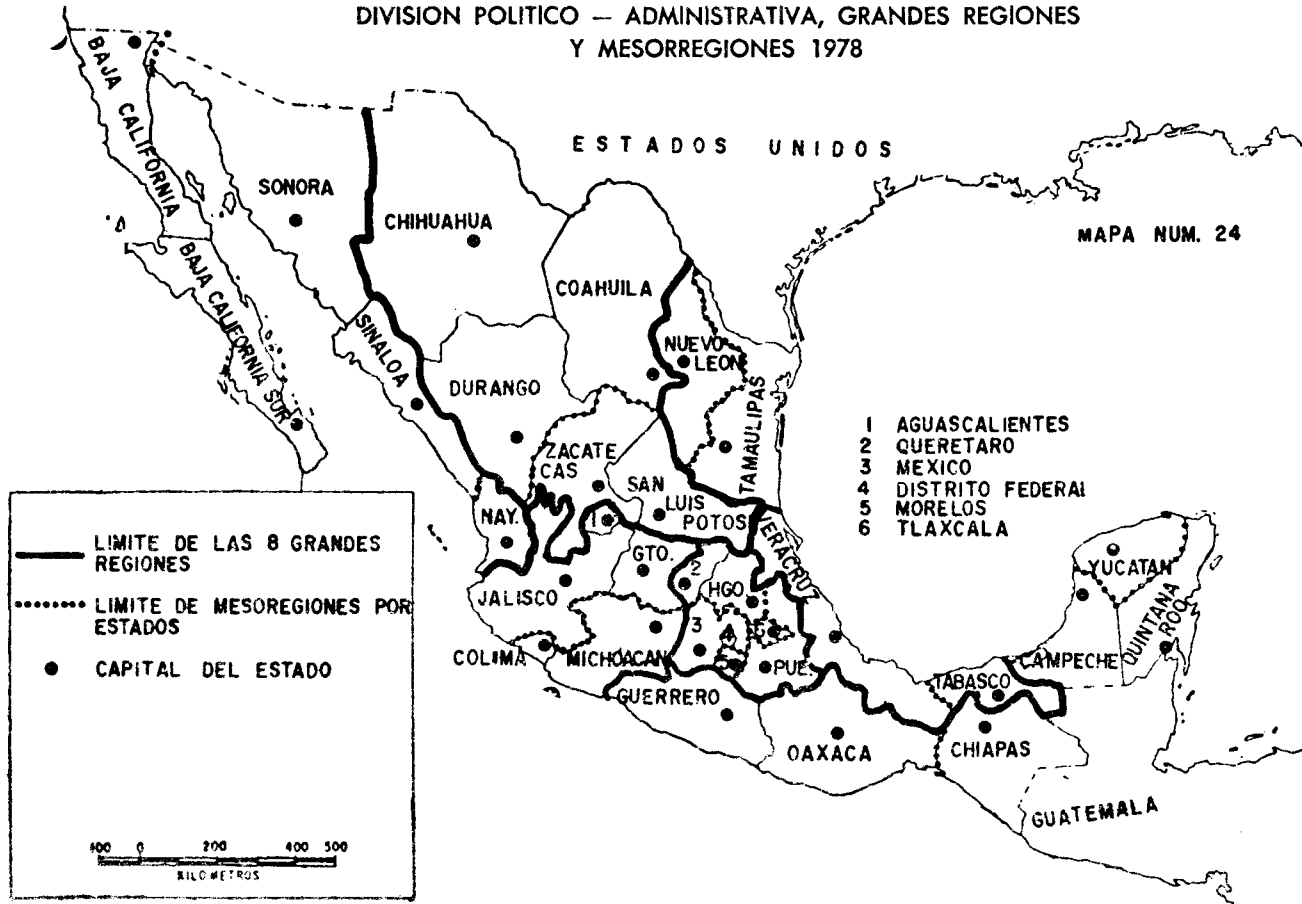 DIVISION POLITICO – ADMINISTRATIVA, GRANDES REGIONES
Y MESORREGIONES 1978
ESTADOS UNIDOS
MAPA NUM. 24
BAJA CALIFORNIA
BAJA CALIFORNIA SUR
SONORA
CHIHUAHUA
COAHUILA
SINALOA
DURANGO
NUEVO
LEON
TAMAULIPAS
ZACATE
CAS
SAN
LUIS
POTOS
NAY.
1
GTO.
2
HGO
VERACRUZ
JALISCO
3
4
COLIMA
MICHOACAN
PUE.
GUERRERO
OAXACA
TABASCO
CHIAPAS
CAMPECHE
YUCATAN
QUINTANA
ROO
GUATEMALA
1 AGUASCALIENTES
2 QUERETARO
3 MEXICO
4 DISTRITO FEDERAL
5 MORELOS
6 TLAXCALA
LIMITE DE LAS 8 GRANDES
REGIONES
LIMITE DE MESOREGIONES POR
ESTADOS
CAPITAL DEL ESTADO
100 0 200 400 500
KILOMETROS